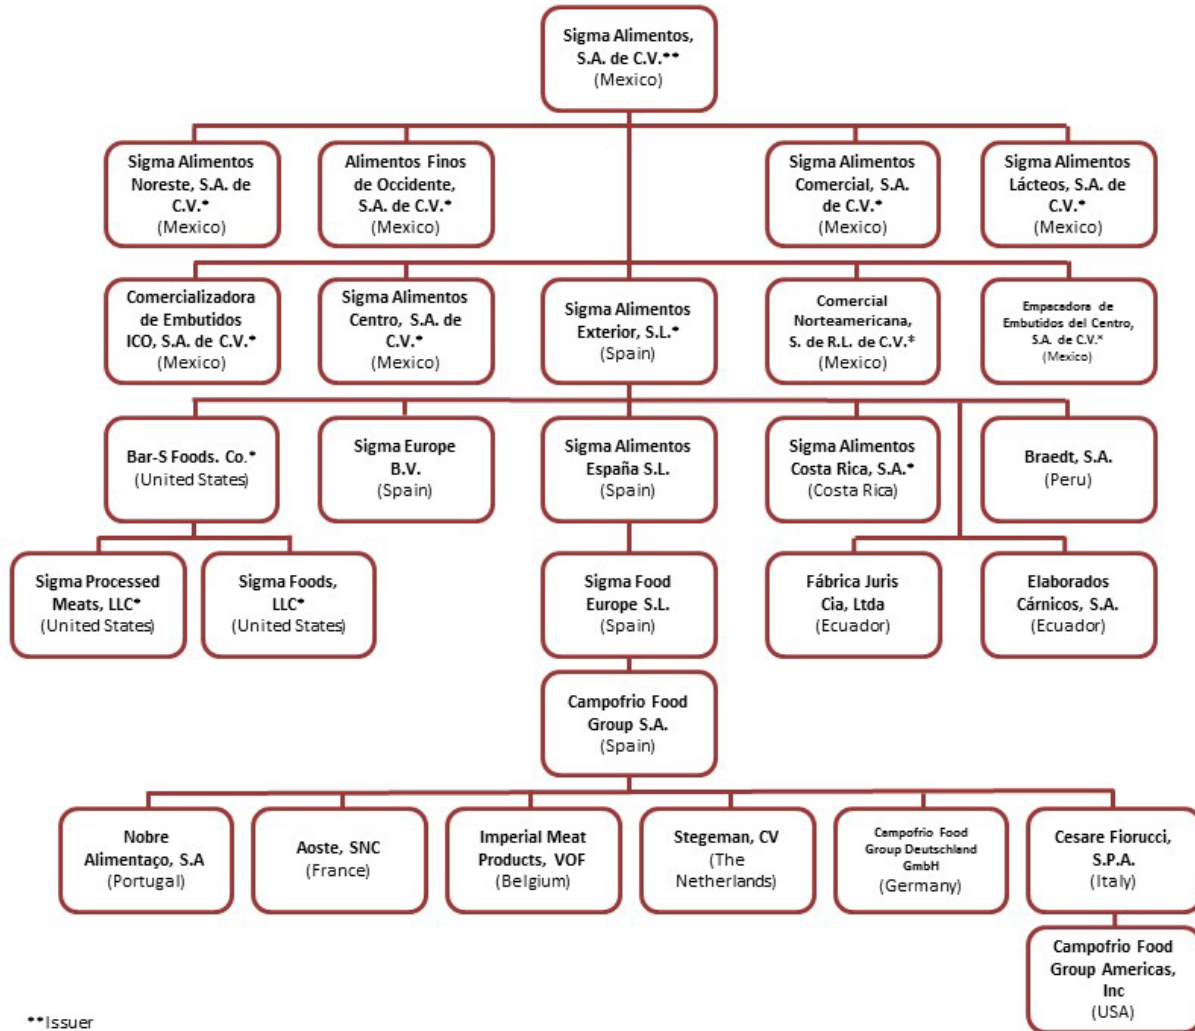 Sigma Alimentos,
S.A. de C.V.**
(Mexico)
Sigma Alimentos
Noreste, S.A. de
C.V.*
(Mexico)
Alimentos Finos
de Occidente,
S.A. de C.V.*
(Mexico)
Sigma Alimentos
Comercial, S.A.
de C.V.*
(Mexico)
Sigma Alimentos
Lácteos, S.A. de
C.V.*
(Mexico)
Comercializadora
de Embutidos
ICO, S.A. de C.V.*
(Mexico)
Sigma Alimentos
Centro, S.A. de
C.V.*
(Mexico)
Sigma Alimentos
Exterior, S.L.*
(Spain)
Comercial
Norteamericana,
S. de R.L. de C.V.*
(Mexico)
Empacadora de
Embutidos del Centro,
S.A. de C.V.*
(Mexico)
Bar-S Foods. Co.*
(United States)
Sigma Europe
B.V.
(Spain)
Sigma Alimentos
España S.L.
(Spain)
Sigma Alimentos
Costa Rica, S.A.*
(Costa Rica)
Braedt, S.A.
(Peru)
Sigma Processed
Meats, LLC*
(United States)
Sigma Foods,
LLC*
(United States)
Sigma Food
Europe S.L.
(Spain)
Fábrica Juris
Cia, Ltda
(Ecuador)
Elaborados
Cárnicos, S.A.
(Ecuador)
Campofrio Food
Group S.A.
(Spain)
Nobre
Alimentaço, S.A
(Portugal)
Aoste, SNC
(France)
Imperial Meat
Products, VOF
(Belgium)
Stegeman, CV
(The
Netherlands)
Campofrio Food
Group Deutschland
GmbH
(Germany)
Cesare Fiorucci,
S.P.A.
(Italy)
Campofrio Food
Group Americas,
Inc
(USA)
**Issuer